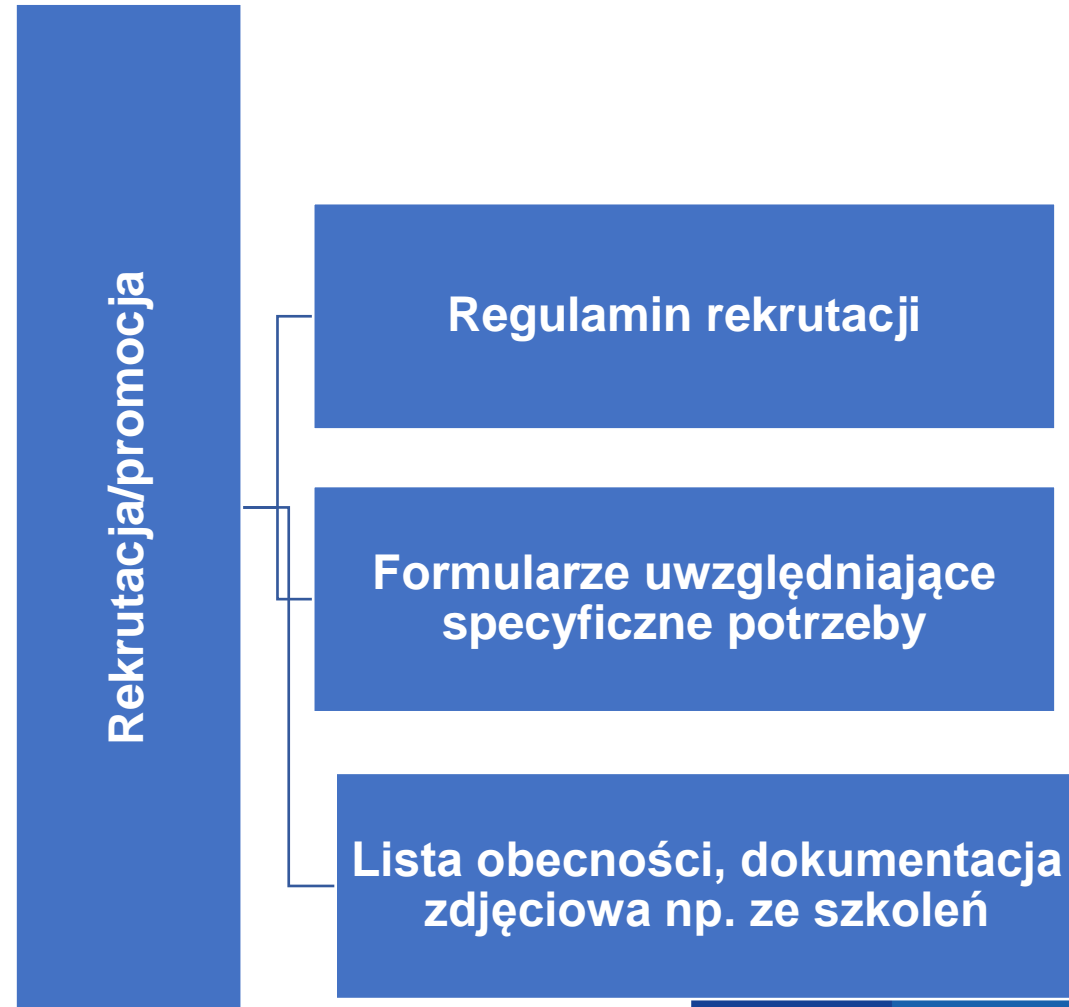 Rekrutacja/promocja
Regulamin rekrutacji
Formularze uwzględniające
specyficzne potrzeby
Lista obecności, dokumentacja
zdjęciowa np. ze szkoleń